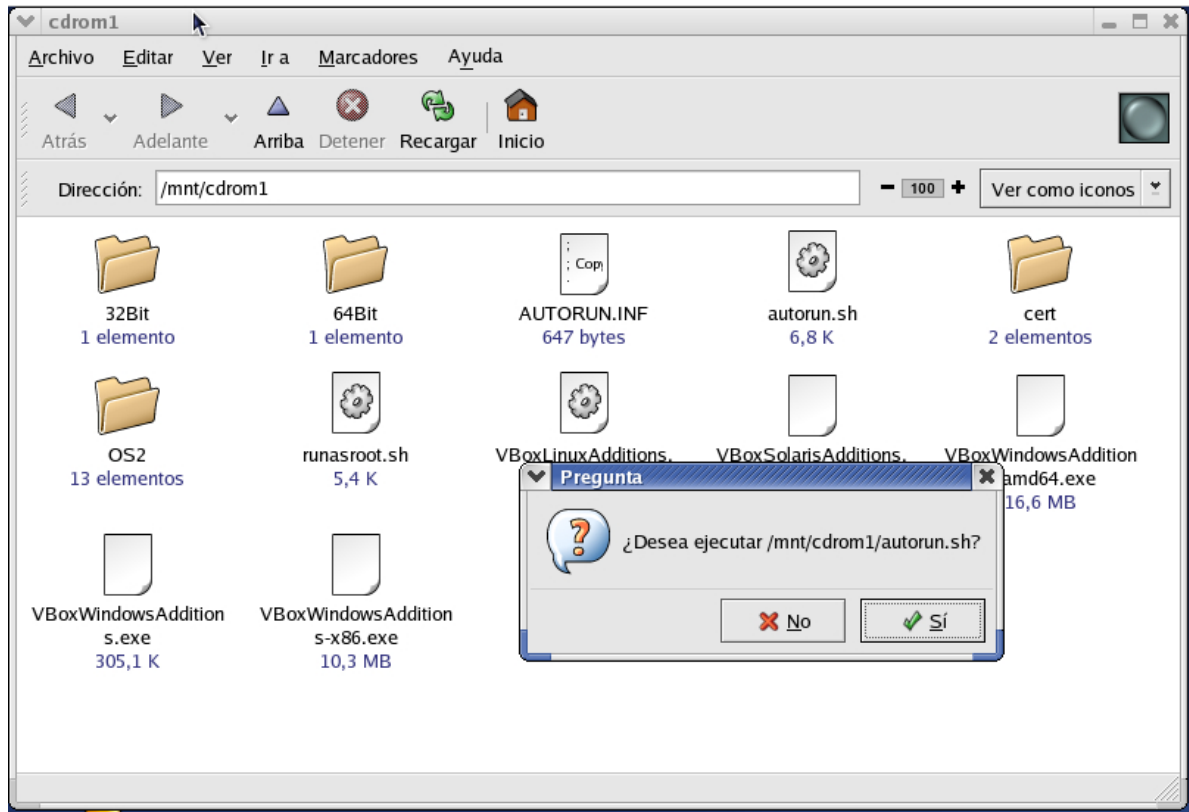 cdrom1
Archivo Editar Ver Ir a Marcadores Ayuda
Atrás Adelante Arriba Detener Recargar Inicio
Dirección: /mnt/cdrom1 100 Ver como iconos
;
; Copy
32Bit 64Bit AUTORUN.INF autorun.sh cert
1 elemento 1 elemento 647 bytes 6,8 K 2 elementos
OS2 runasroot.sh VBoxLinuxAdditions. VBoxSolarisAdditions. VBoxWindowsAddition
13 elementos 5,4 K amd64.exe
16,6 MB
Pregunta
¿Desea ejecutar /mnt/cdrom1/autorun.sh?
No Sí
VBoxWindowsAddition VBoxWindowsAddition
s.exe s-x86.exe
305,1 K 10,3 MB